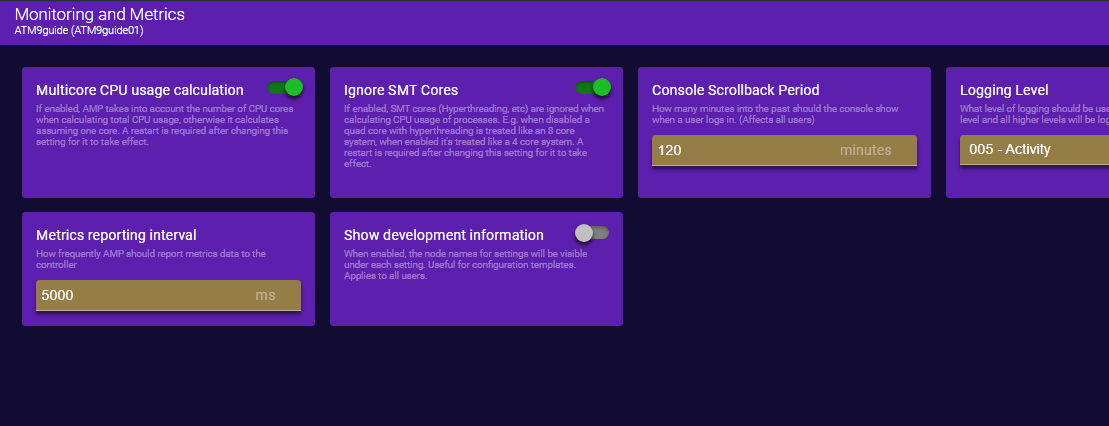 Monitoring and Metrics
ATM9guide (ATM9guide01)
Multicore CPU usage calculation
If enabled, AMP takes into account the number of CPU cores
when calculating total CPU usage, otherwise it calculates
assuming one core. A restart is required after changing this
setting for it to take effect.
Ignore SMT Cores
If enabled, SMT cores (Hyperthreading, etc) are ignored when
calculating CPU usage of processes. E.g. when disabled a
quad core with hyperthreading is treated like an 8 core
system, when enabled it's treated like a 4 core system. A
restart is required after changing this setting for it to take
effect.
Console Scrollback Period
How many minutes into the past should the console show
when a user logs in. (Affects all users)
120 minutes
Logging Level
What level of logging should be use
level and all higher levels will be log
005 - Activity
Metrics reporting interval
How frequently AMP should report metrics data to the
controller
5000 ms
Show development information
When enabled, the node names for settings will be visible
under each setting. Useful for configuration templates.
Applies to all users.